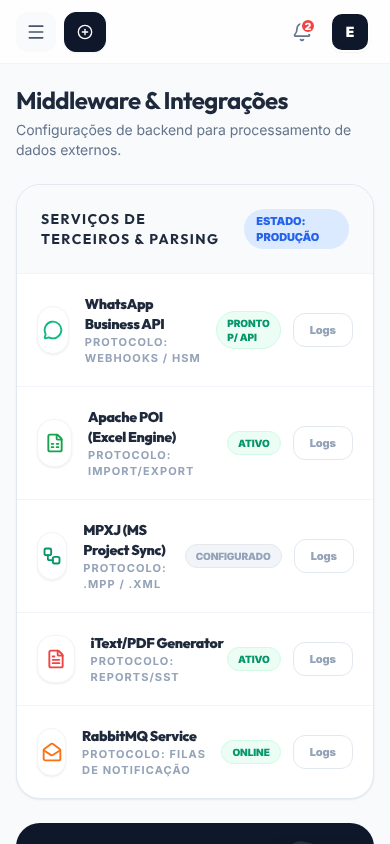 2
E
Middleware & Integrações
Configurações de backend para processamento de
dados externos.
SERVIÇOS DE
TERCEIROS & PARSING
ESTADO:
PRODUÇÃO
WhatsApp
Business API
PROTOCOLO:
WEBHOOKS / HSM
PRONTO
P/ API
Logs
Apache POI
(Excel Engine)
PROTOCOLO:
IMPORT/EXPORT
ATIVO
Logs
MPXJ (MS
Project Sync)
PROTOCOLO:
.MPP / .XML
CONFIGURADO
Logs
iText/PDF Generator
PROTOCOLO:
REPORTS/SST
ATIVO
Logs
RabbitMQ Service
PROTOCOLO: FILAS
DE NOTIFICAÇÃO
ONLINE
Logs